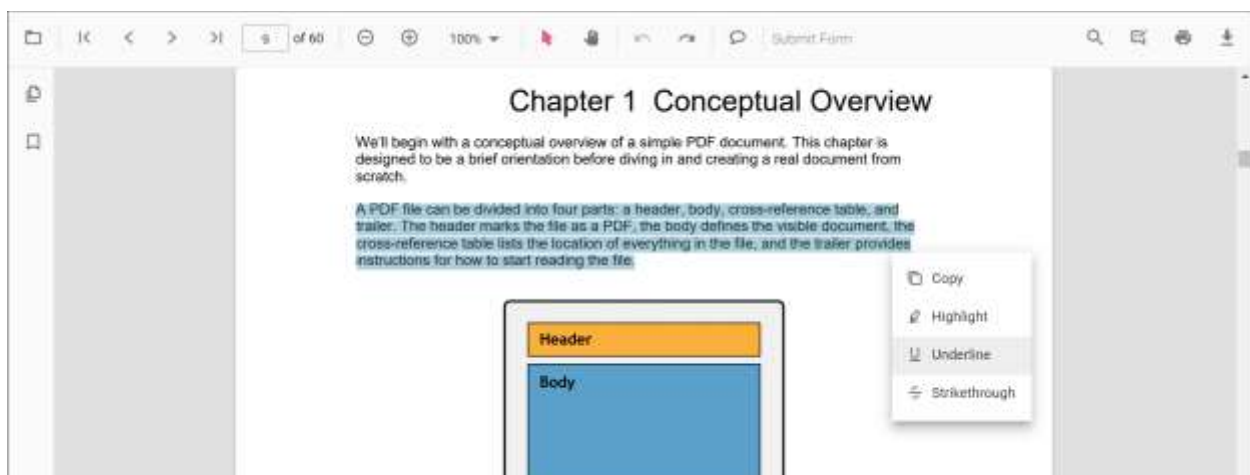 9 of 60 100% Submit Form
Chapter 1 Conceptual Overview
We'll begin with a conceptual overview of a simple PDF document. This chapter is
designed to be a brief orientation before diving in and creating a real document from
scratch.
A PDF file can be divided into four parts: a header, body, cross-reference table, and
trailer. The header marks the file as a PDF, the body defines the visible document, the
cross-reference table lists the location of everything in the file, and the trailer provides
instructions for how to start reading the file.
Copy
Highlight
Underline
Strikethrough
Header
Body